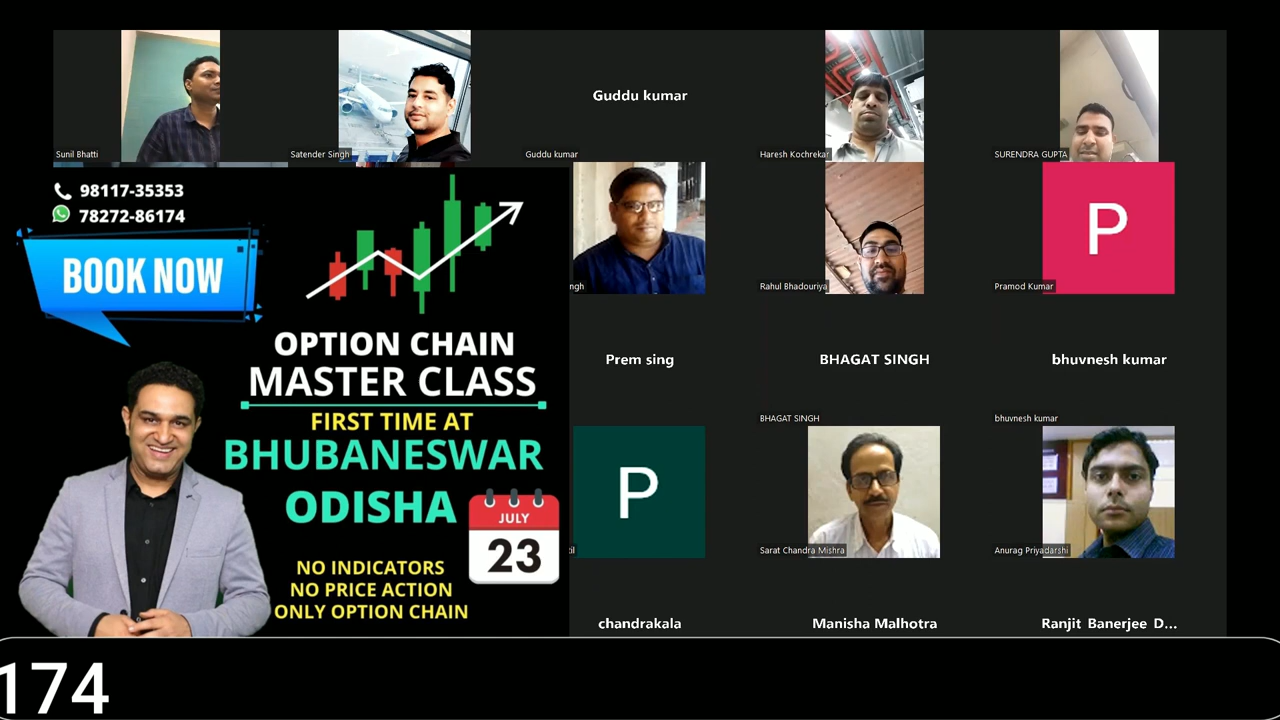 Sunil Bhatti
Satender Singh
Guddu kumar
Guddu kumar
Haresh Kochrekar
SURENDRA GUPTA
98117-35353
78272-86174
BOOK NOW
OPTION CHAIN
MASTER CLASS
FIRST TIME AT
BHUBANESWAR
ODISHA
JULY
23
NO INDICATORS
NO PRICE ACTION
ONLY OPTION CHAIN
ngh
Rahul Bhadouriya
P
Pramod Kumar
Prem sing
BHAGAT SINGH
BHAGAT SINGH
bhuvnesh kumar
bhuvnesh kumar
P
Sarat Chandra Mishra
Anurag Priyadarshi
chandrakala
Manisha Malhotra
Ranjit Banerjee D...
174